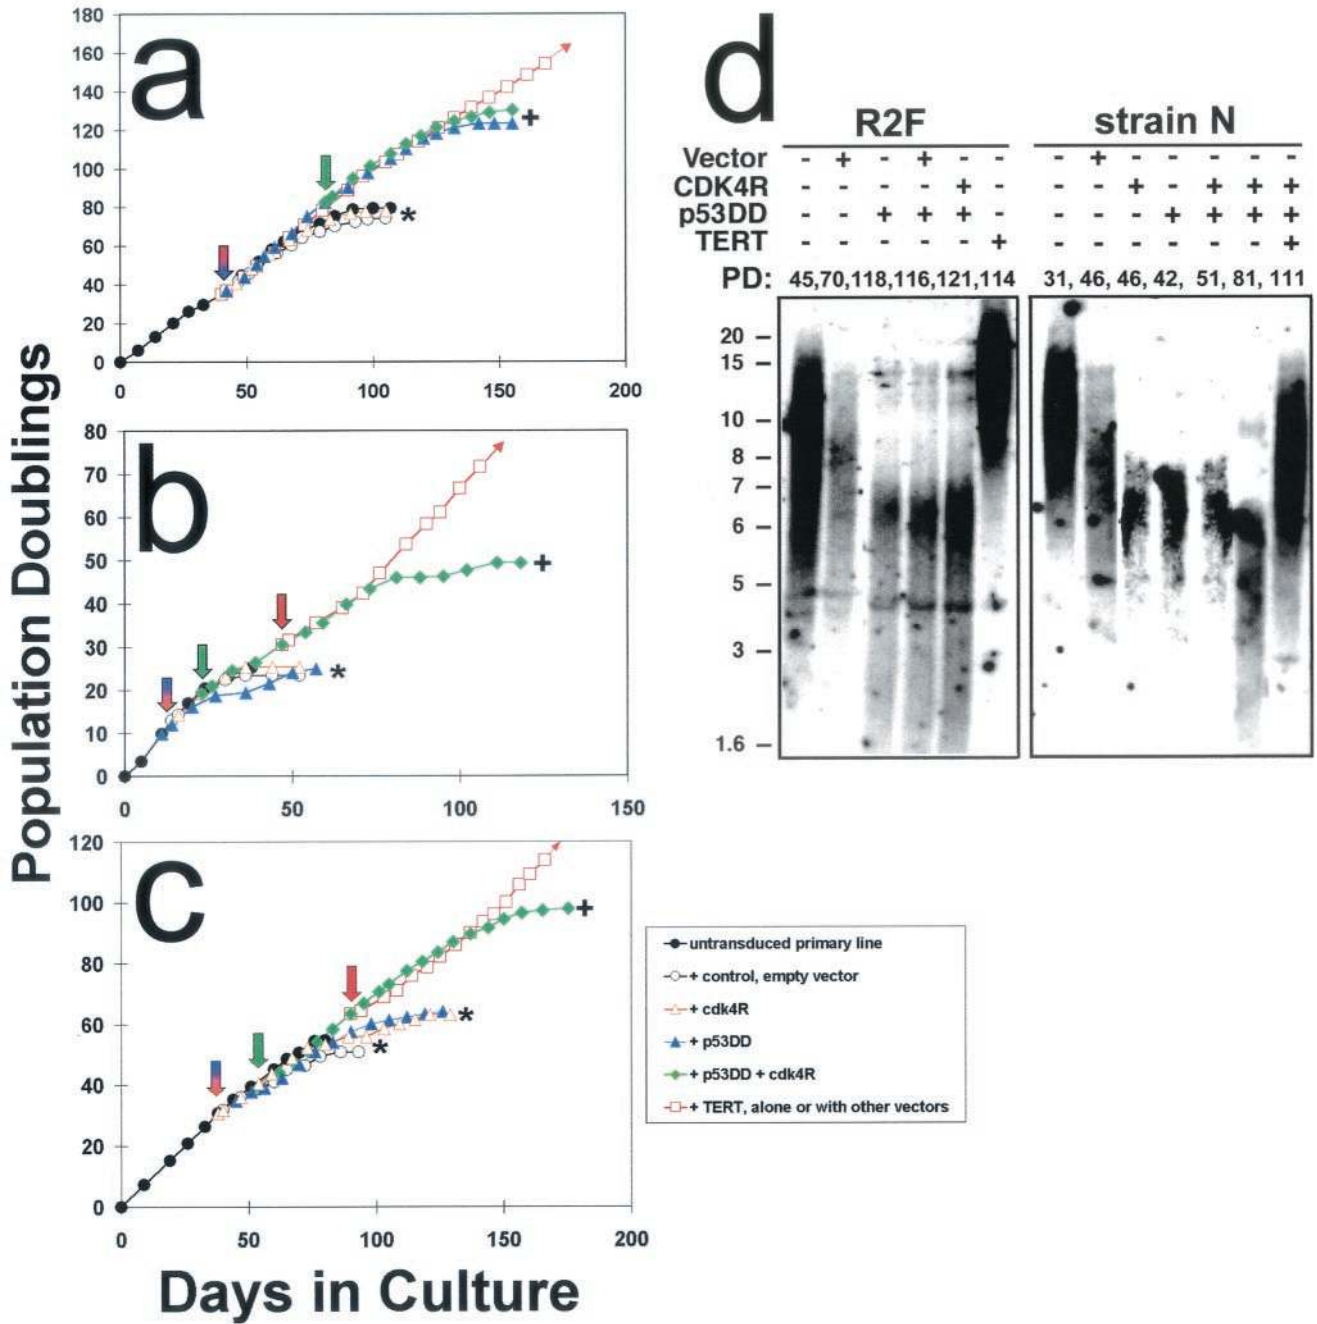 Population Doublings
a
180
160
140
120
100
80
60
40
20
0
+
*
0 50 100 150 200
b
80
70
60
50
40
30
20
10
0
+
*
0 50 100 150
c
120
100
80
60
40
20
0
+
*
*
0 50 100 150 200
Days in Culture
untransduced primary line
+ control, empty vector
+ cdk4R
+ p53DD
+ p53DD + cdk4R
+ TERT, alone or with other vectors
d
R2F strain N
Vector - + - + - - - + - - - - -
CDK4R - - - - + - - - + - + + +
p53DD - - + + + - - - - + + + +
TERT - - - - - + - - - - - - +
PD: 45,70,118,116,121,114 31, 46, 46, 42, 51, 81, 111
20
15
10
8
7
6
5
3
1.6